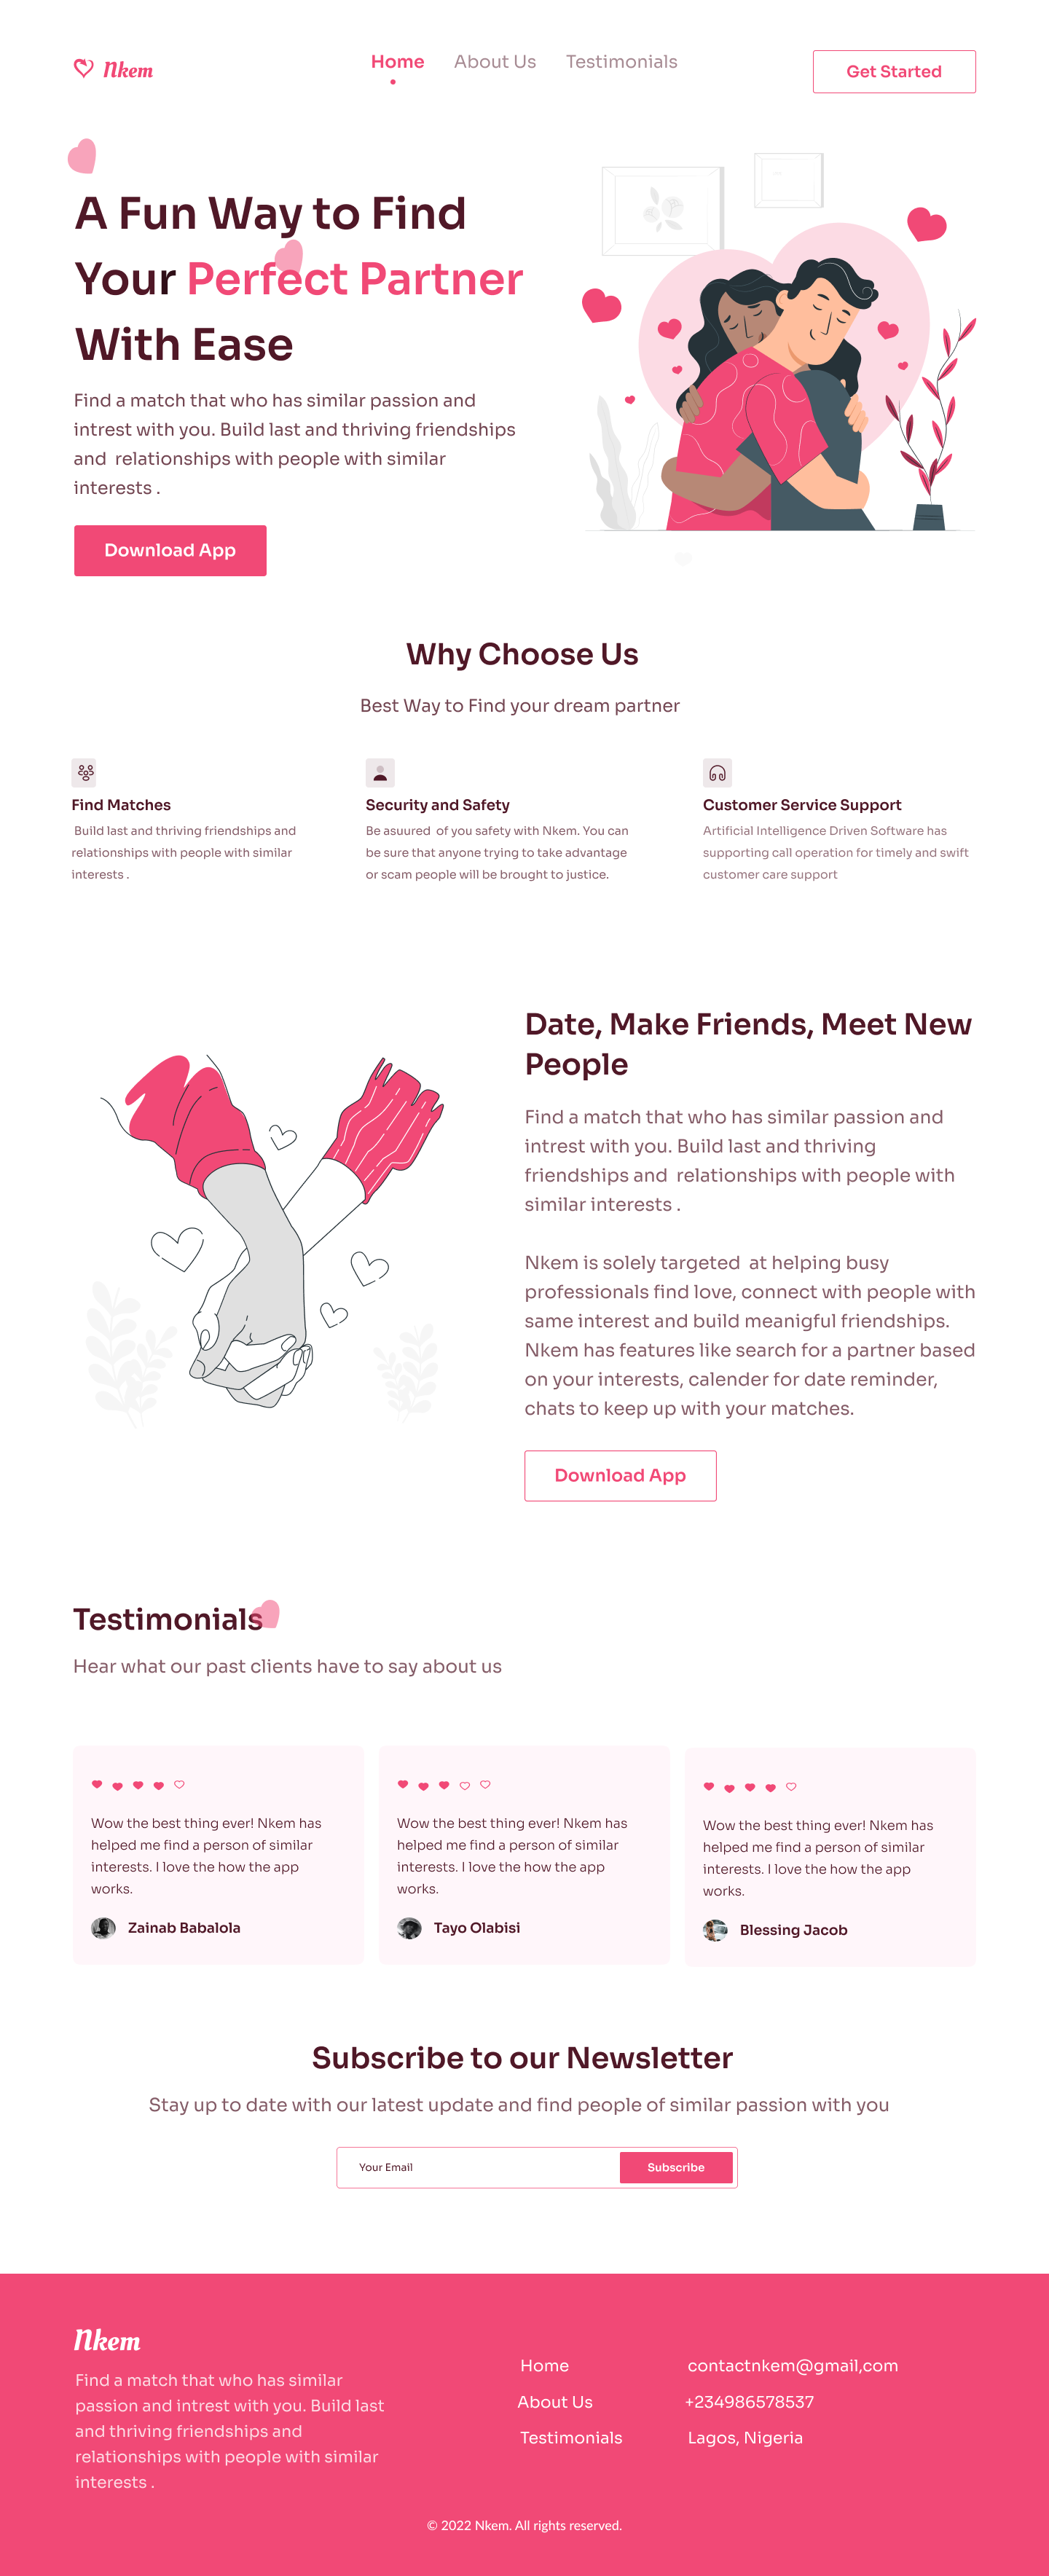 Nkem
Home About Us Testimonials
Get Started
A Fun Way to Find
Your Perfect Partner
With Ease
Find a match that who has similar passion and
intrest with you. Build last and thriving friendships
and  relationships with people with similar
interests .
Download App
Why Choose Us
Best Way to Find your dream partner
Find Matches
Build last and thriving friendships and
relationships with people with similar
interests .
Security and Safety
Be asuured  of you safety with Nkem. You can
be sure that anyone trying to take advantage
or scam people will be brought to justice.
Customer Service Support
Artificial Intelligence Driven Software has
supporting call operation for timely and swift
customer care support
Date, Make Friends, Meet New
People
Find a match that who has similar passion and
intrest with you. Build last and thriving
friendships and  relationships with people with
similar interests .
Nkem is solely targeted  at helping busy
professionals find love, connect with people with
same interest and build meanigful friendships.
Nkem has features like search for a partner based
on your interests, calender for date reminder,
chats to keep up with your matches.
Download App
Testimonials
Hear what our past clients have to say about us
Wow the best thing ever! Nkem has
helped me find a person of similar
interests. I love the how the app
works.
Zainab Babalola
Wow the best thing ever! Nkem has
helped me find a person of similar
interests. I love the how the app
works.
Tayo Olabisi
Wow the best thing ever! Nkem has
helped me find a person of similar
interests. I love the how the app
works.
Blessing Jacob
Subscribe to our Newsletter
Stay up to date with our latest update and find people of similar passion with you
Your Email
Subscribe
Nkem
Find a match that who has similar
passion and intrest with you. Build last
and thriving friendships and
relationships with people with similar
interests .
Home
About Us
Testimonials
contactnkem@gmail,com
+234986578537
Lagos, Nigeria
© 2022 Nkem. All rights reserved.